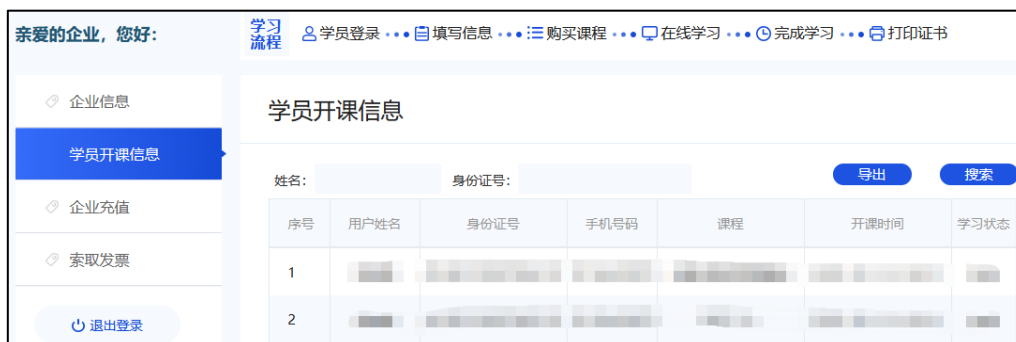 亲爱的企业，您好：
学习流程 学员登录 ••• 填写信息 ••• 购买课程 ••• 在线学习 ••• 完成学习 ••• 打印证书
企业信息
学员开课信息
企业充值
索取发票
退出登录
学员开课信息
姓名： 身份证号： 导出 搜索
序号 用户姓名 身份证号 手机号码 课程 开课时间 学习状态
1
2